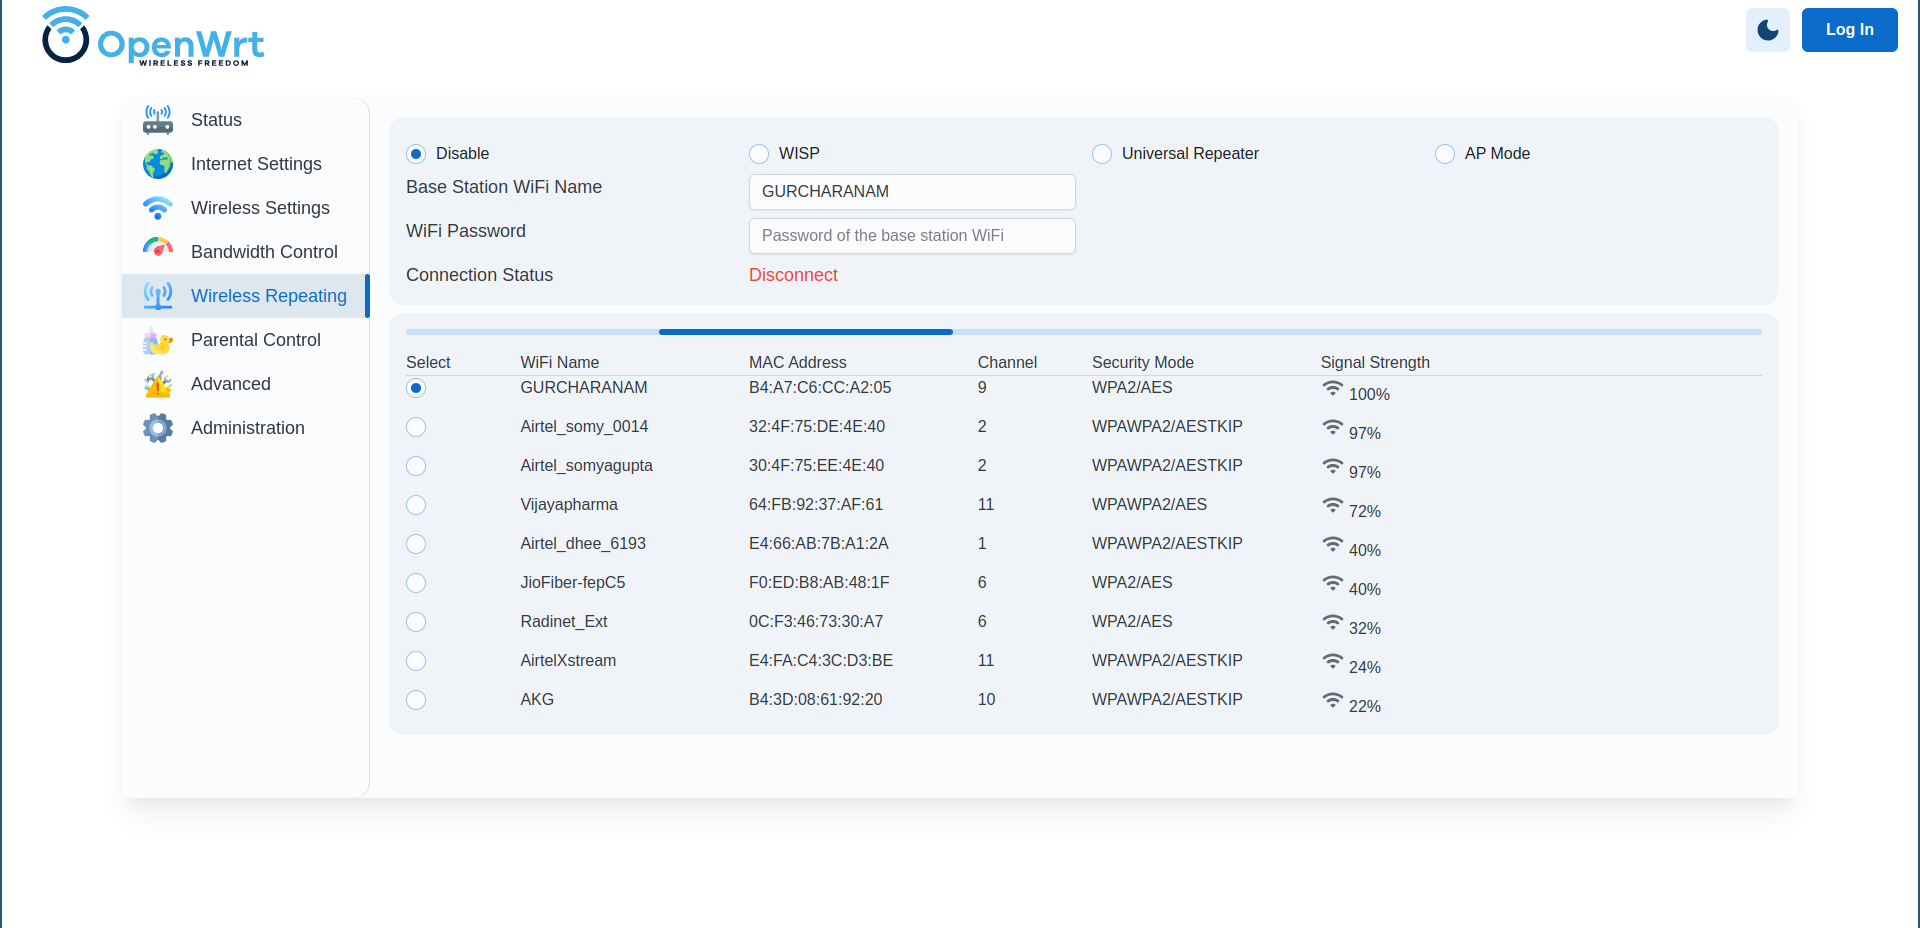 OpenWrt
WIRELESS FREEDOM
Log In
Status
Internet Settings
Wireless Settings
Bandwidth Control
Wireless Repeating
Parental Control
Advanced
Administration
Disable WISP Universal Repeater AP Mode
Base Station WiFi Name GURCHARANAM
WiFi Password Password of the base station WiFi
Connection Status Disconnect
Select WiFi Name MAC Address Channel Security Mode Signal Strength
GURCHARANAM B4:A7:C6:CC:A2:05 9 WPA2/AES 100%
Airtel_somy_0014 32:4F:75:DE:4E:40 2 WPAWPA2/AESTKIP 97%
Airtel_somyagupta 30:4F:75:EE:4E:40 2 WPAWPA2/AESTKIP 97%
Vijayapharma 64:FB:92:37:AF:61 11 WPAWPA2/AES 72%
Airtel_dhee_6193 E4:66:AB:7B:A1:2A 1 WPAWPA2/AESTKIP 40%
JioFiber-fepC5 F0:ED:B8:AB:48:1F 6 WPA2/AES 40%
Radinet_Ext 0C:F3:46:73:30:A7 6 WPA2/AES 32%
AirtelXstream E4:FA:C4:3C:D3:BE 11 WPAWPA2/AESTKIP 24%
AKG B4:3D:08:61:92:20 10 WPAWPA2/AESTKIP 22%